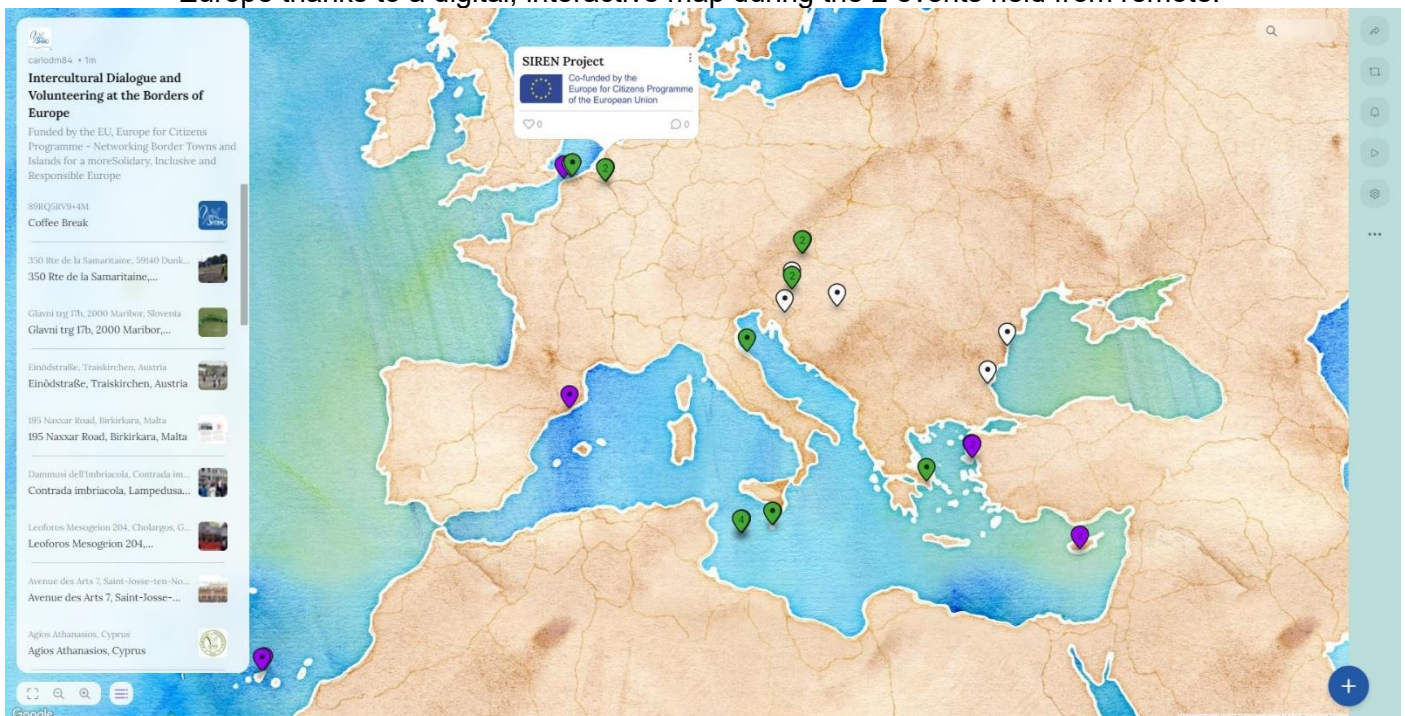 Europe thanks to a digital, interactive map during the 2 events held from remote.
carlodm84 • 1m
Intercultural Dialogue and
Volunteering at the Borders of
Europe
Funded by the EU, Europe for Citizens
Programme - Networking Border Towns and
Islands for a moreSolidary, Inclusive and
Responsible Europe
89RQ5RV9+4M
Coffee Break
350 Rte de la Samaritaine, 59140 Dunk...
350 Rte de la Samaritaine,...
Glavni trg 17b, 2000 Maribor, Slovenia
Glavni trg 17b, 2000 Maribor,...
Einödstraße, Traiskirchen, Austria
Einödstraße, Traiskirchen, Austria
195 Naxxar Road, Birkirkara, Malta
195 Naxxar Road, Birkirkara, Malta
Dammusi dell'Imbriacola, Contrada im...
Contrada imbriacola, Lampedusa...
Leoforos Mesogeion 204, Cholargos, G...
Leoforos Mesogeion 204,...
Avenue des Arts 7, Saint-Josse-ten-No...
Avenue des Arts 7, Saint-Josse-...
Agios Athanasios, Cyprus
Agios Athanasios, Cyprus
Google
SIREN Project
Co-funded by the
Europe for Citizens Programme
of the European Union
0
0
2
2
2
4